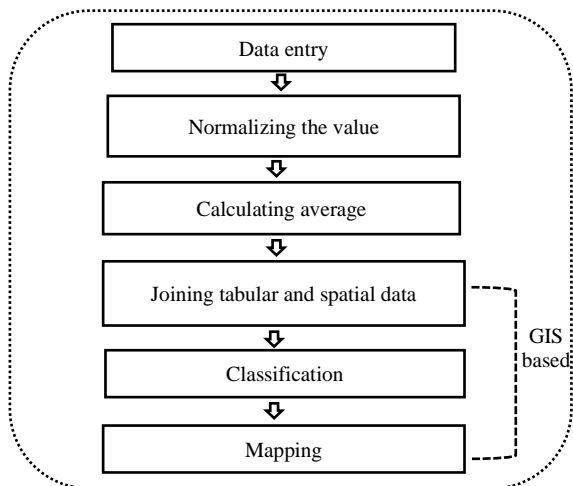 Data entry
Normalizing the value
Calculating average
Joining tabular and spatial data
GIS
based
Classification
Mapping